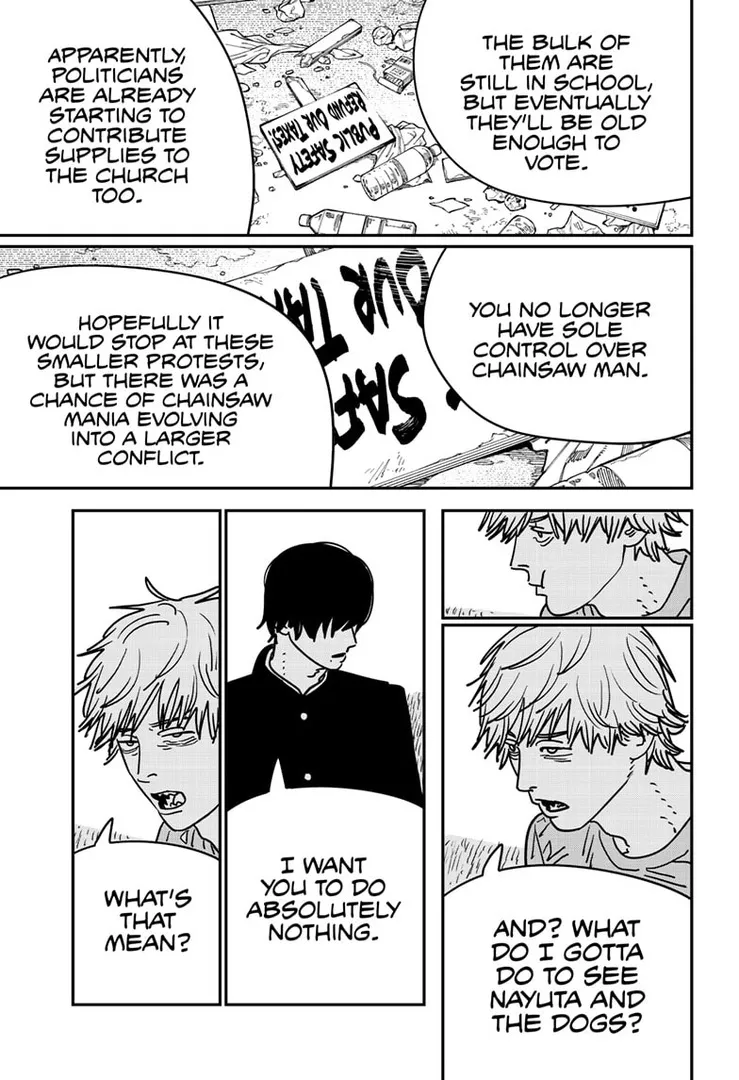 THE BULK OF
THEM ARE
STILL IN SCHOOL,
BUT EVENTUALLY
THEY'LL BE OLD
ENOUGH TO
VOTE.
APPARENTLY,
POLITICIANS
ARE ALREADY
STARTING TO
CONTRIBUTE
SUPPLIES TO
THE CHURCH
TOO.
PUBLIC SAFETY
REFUND OUR TAXES!
YOU NO LONGER
HAVE SOLE
CONTROL OVER
CHAINSAW MAN.
HOPEFULLY IT
WOULD STOP AT THESE
SMALLER PROTESTS,
BUT THERE WAS A
CHANCE OF CHAINSAW
MANIA EVOLVING
INTO A LARGER
CONFLICT.
SAF
OUR TA
AND? WHAT
DO I GOTTA
DO TO SEE
NAYUTA AND
THE DOGS?
I WANT
YOU TO DO
ABSOLUTELY
NOTHING.
WHAT'S
THAT
MEAN?